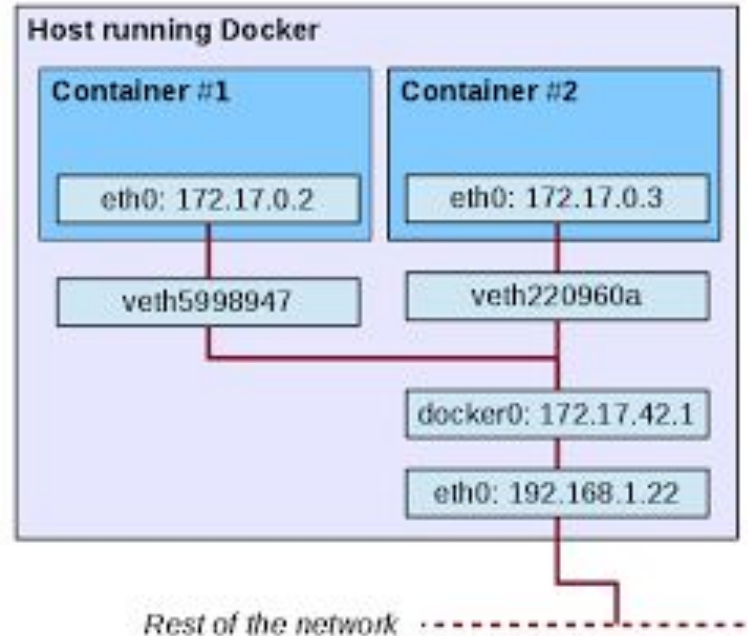 Host running Docker
Container #1
Container #2
eth0: 172.17.0.2
eth0: 172.17.0.3
veth5998947
veth220960a
docker0: 172.17.42.1
eth0: 192.168.1.22
Rest of the network